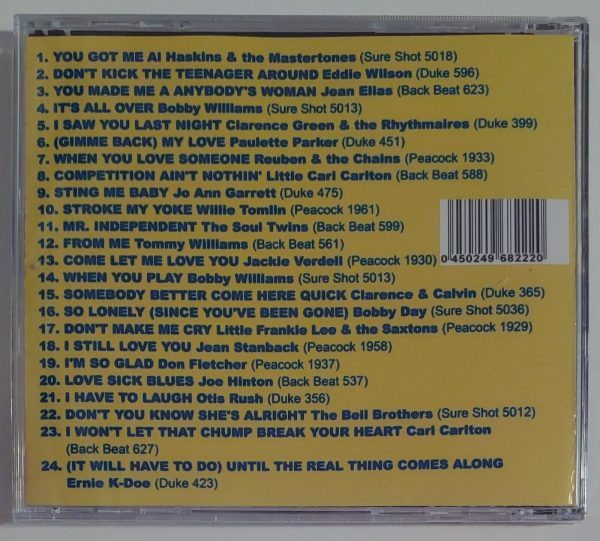 1. YOU GOT ME Al Haskins & the Mastertones (Sure Shot 5018)
2. DON'T KICK THE TEENAGER AROUND Eddie Wilson (Duke 596)
3. YOU MADE ME A ANYBODY'S WOMAN Jean Elias (Back Beat 623)
4. IT'S ALL OVER Bobby Williams (Sure Shot 5013)
5. I SAW YOU LAST NIGHT Clarence Green & the Rhythmaires (Duke 399)
6. (GIMME BACK) MY LOVE Paulette Parker (Duke 451)
7. WHEN YOU LOVE SOMEONE Reuben & the Chains (Peacock 1933)
8. COMPETITION AIN'T NOTHIN' Little Carl Carlton (Back Beat 588)
9. STING ME BABY Jo Ann Garrett (Duke 475)
10. STROKE MY YOKE Willie Tomlin (Peacock 1961)
11. MR. INDEPENDENT The Soul Twins (Back Beat 599)
12. FROM ME Tommy Williams (Back Beat 561)
13. COME LET ME LOVE YOU Jackie Verdell (Peacock 1930)
0 450249 682220
14. WHEN YOU PLAY Bobby Williams (Sure Shot 5013)
15. SOMEBODY BETTER COME HERE QUICK Clarence & Calvin (Duke 365)
16. SO LONELY (SINCE YOU'VE BEEN GONE) Bobby Day (Sure Shot 5036)
17. DON'T MAKE ME CRY Little Frankie Lee & the Saxtons (Peacock 1929)
18. I STILL LOVE YOU Jean Stanback (Peacock 1958)
19. I'M SO GLAD Don Fletcher (Peacock 1937)
20. LOVE SICK BLUES Joe Hinton (Back Beat 537)
21. I HAVE TO LAUGH Otis Rush (Duke 356)
22. DON'T YOU KNOW SHE'S ALRIGHT The Bell Brothers (Sure Shot 5012)
23. I WON'T LET THAT CHUMP BREAK YOUR HEART Carl Carlton
(Back Beat 627)
24. (IT WILL HAVE TO DO) UNTIL THE REAL THING COMES ALONG
Ernie K-Doe (Duke 423)